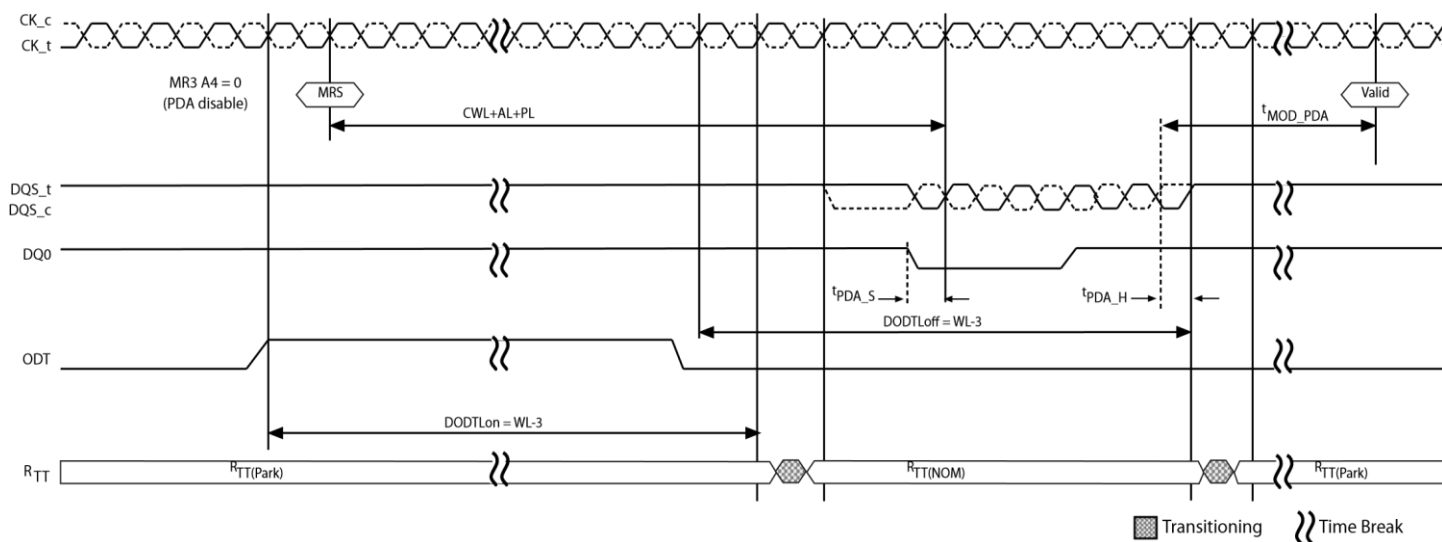 CK_c
CK_t
MR3 A4 = 0
(PDA disable)
MRS
Valid
CWL+AL+PL
tMOD_PDA
DQS_t
DQS_c
DQ0
tPDA_S
tPDA_H
DODTLoff = WL-3
ODT
DODTLon = WL-3
RTT
RTT(Park)
RTT(NOM)
RTT(Park)
Transitioning
Time Break